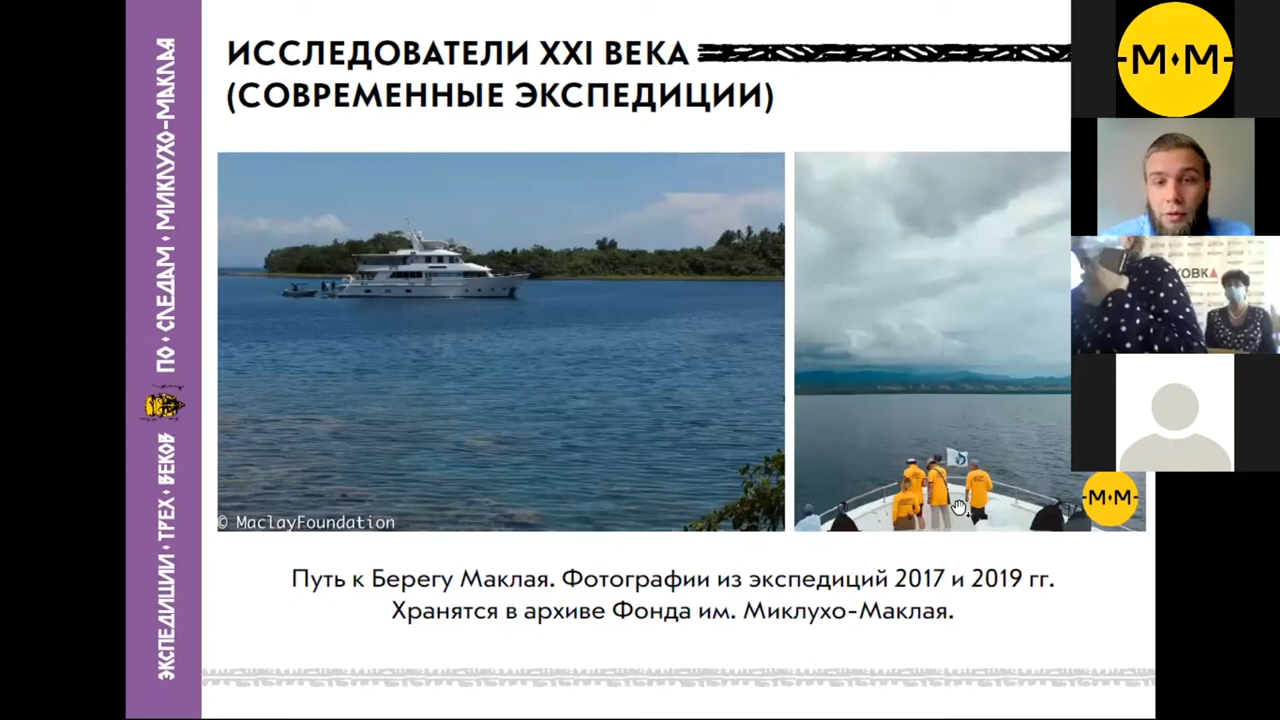 ИССЛЕДОВАТЕЛИ XXI ВЕКА
(СОВРЕМЕННЫЕ ЭКСПЕДИЦИИ)
ЭКСПЕДИЦИИ • ТРЕХ • ВЕКОВ
ПО • СЛЕДАМ • МИКЛУХО-МАКЛАЯ
© MaclayFoundation
Путь к Берегу Маклая. Фотографии из экспедиций 2017 и 2019 гг.
Хранятся в архиве Фонда им. Миклухо-Маклая.
-М•М-
ОВКА
-М•М-